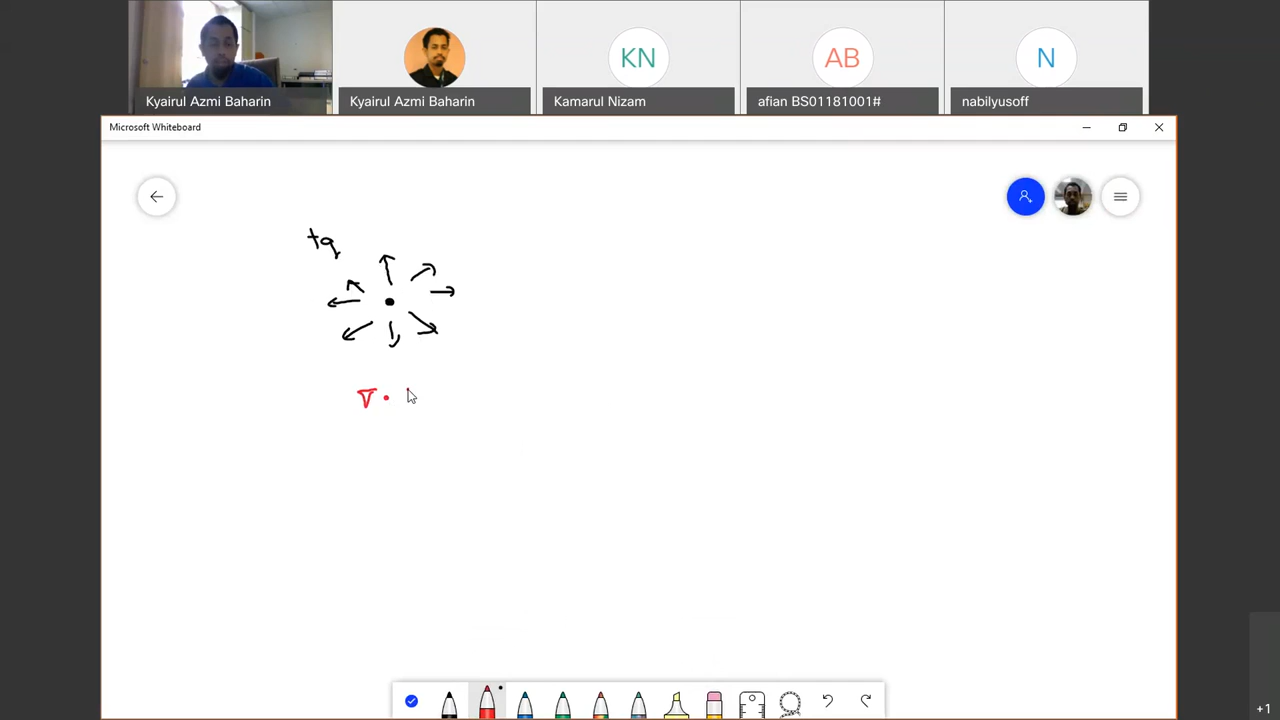 Kyairul Azmi Baharin
Kyairul Azmi Baharin
KN
Kamarul Nizam
AB
afian BS01181001#
N
nabilyusoff
Microsoft Whiteboard
+q
∇ •
+1